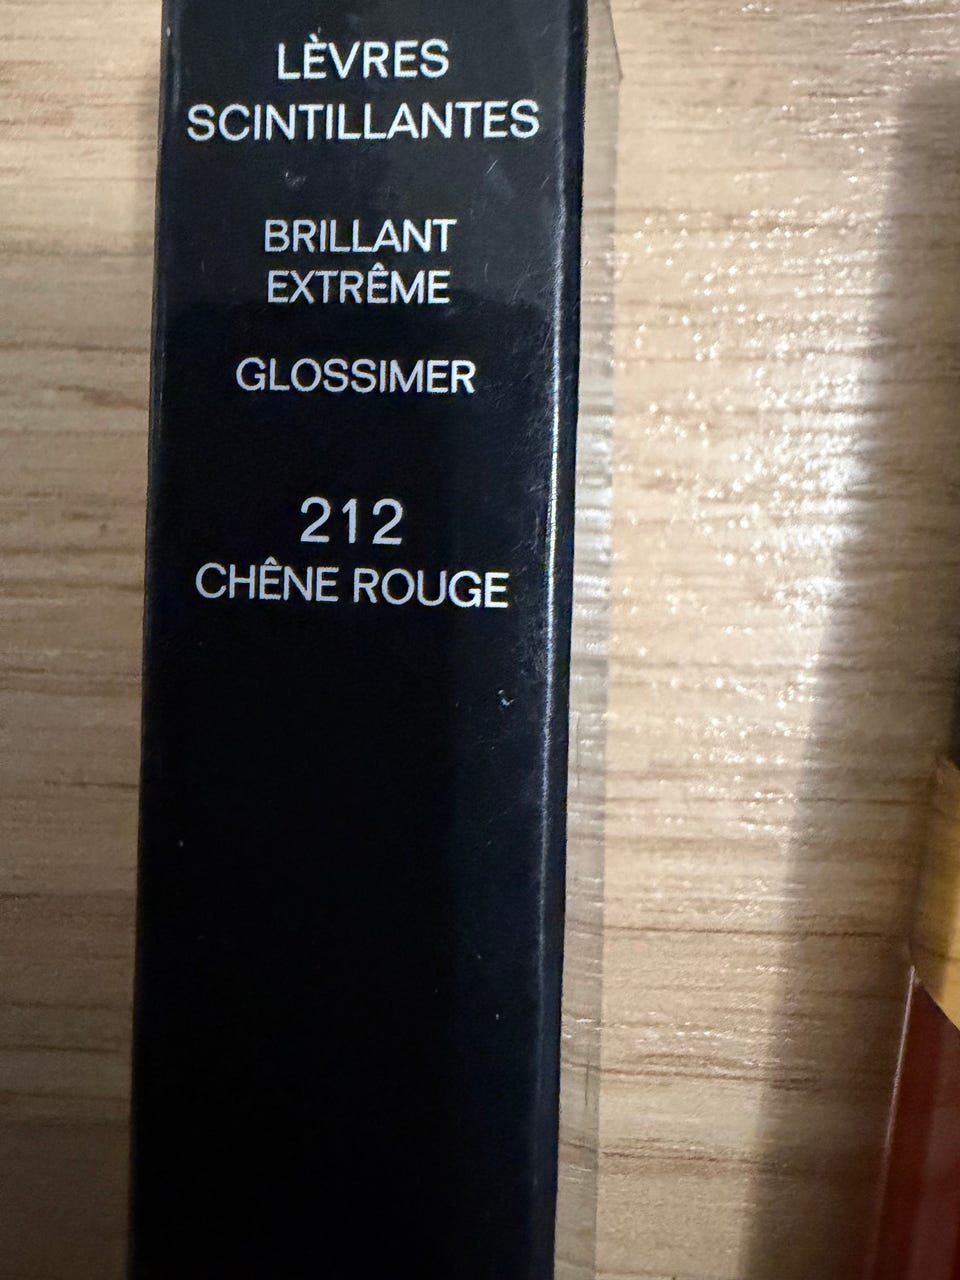 LÈVRES
SCINTILLANTES
BRILLANT
EXTRÊME
GLOSSIMER
212
CHÊNE ROUGE